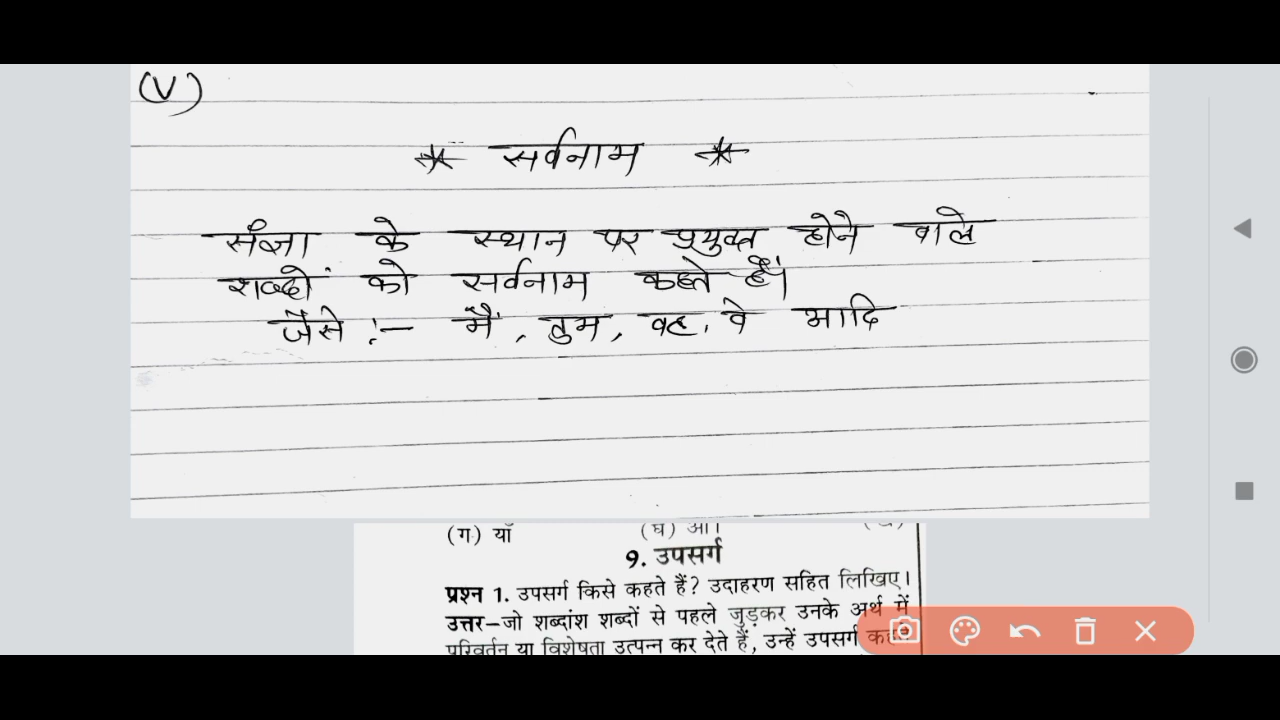 (V)
* सर्वनाम *
संज्ञा के स्थान पर प्रयुक्त होने वाले
शब्दों को सर्वनाम कहते हैं।
जैसे :- मैं, तुम, वह, वे आदि
(ग) याँ (घ) आ।
9. उपसर्ग
प्रश्न 1. उपसर्ग किसे कहते हैं? उदाहरण सहित लिखिए।
उत्तर–जो शब्दांश शब्दों से पहले जुड़कर उनके अर्थ में
परिवर्तन या विशेषता उत्पन्न कर देते हैं, उन्हें उपसर्ग कहते